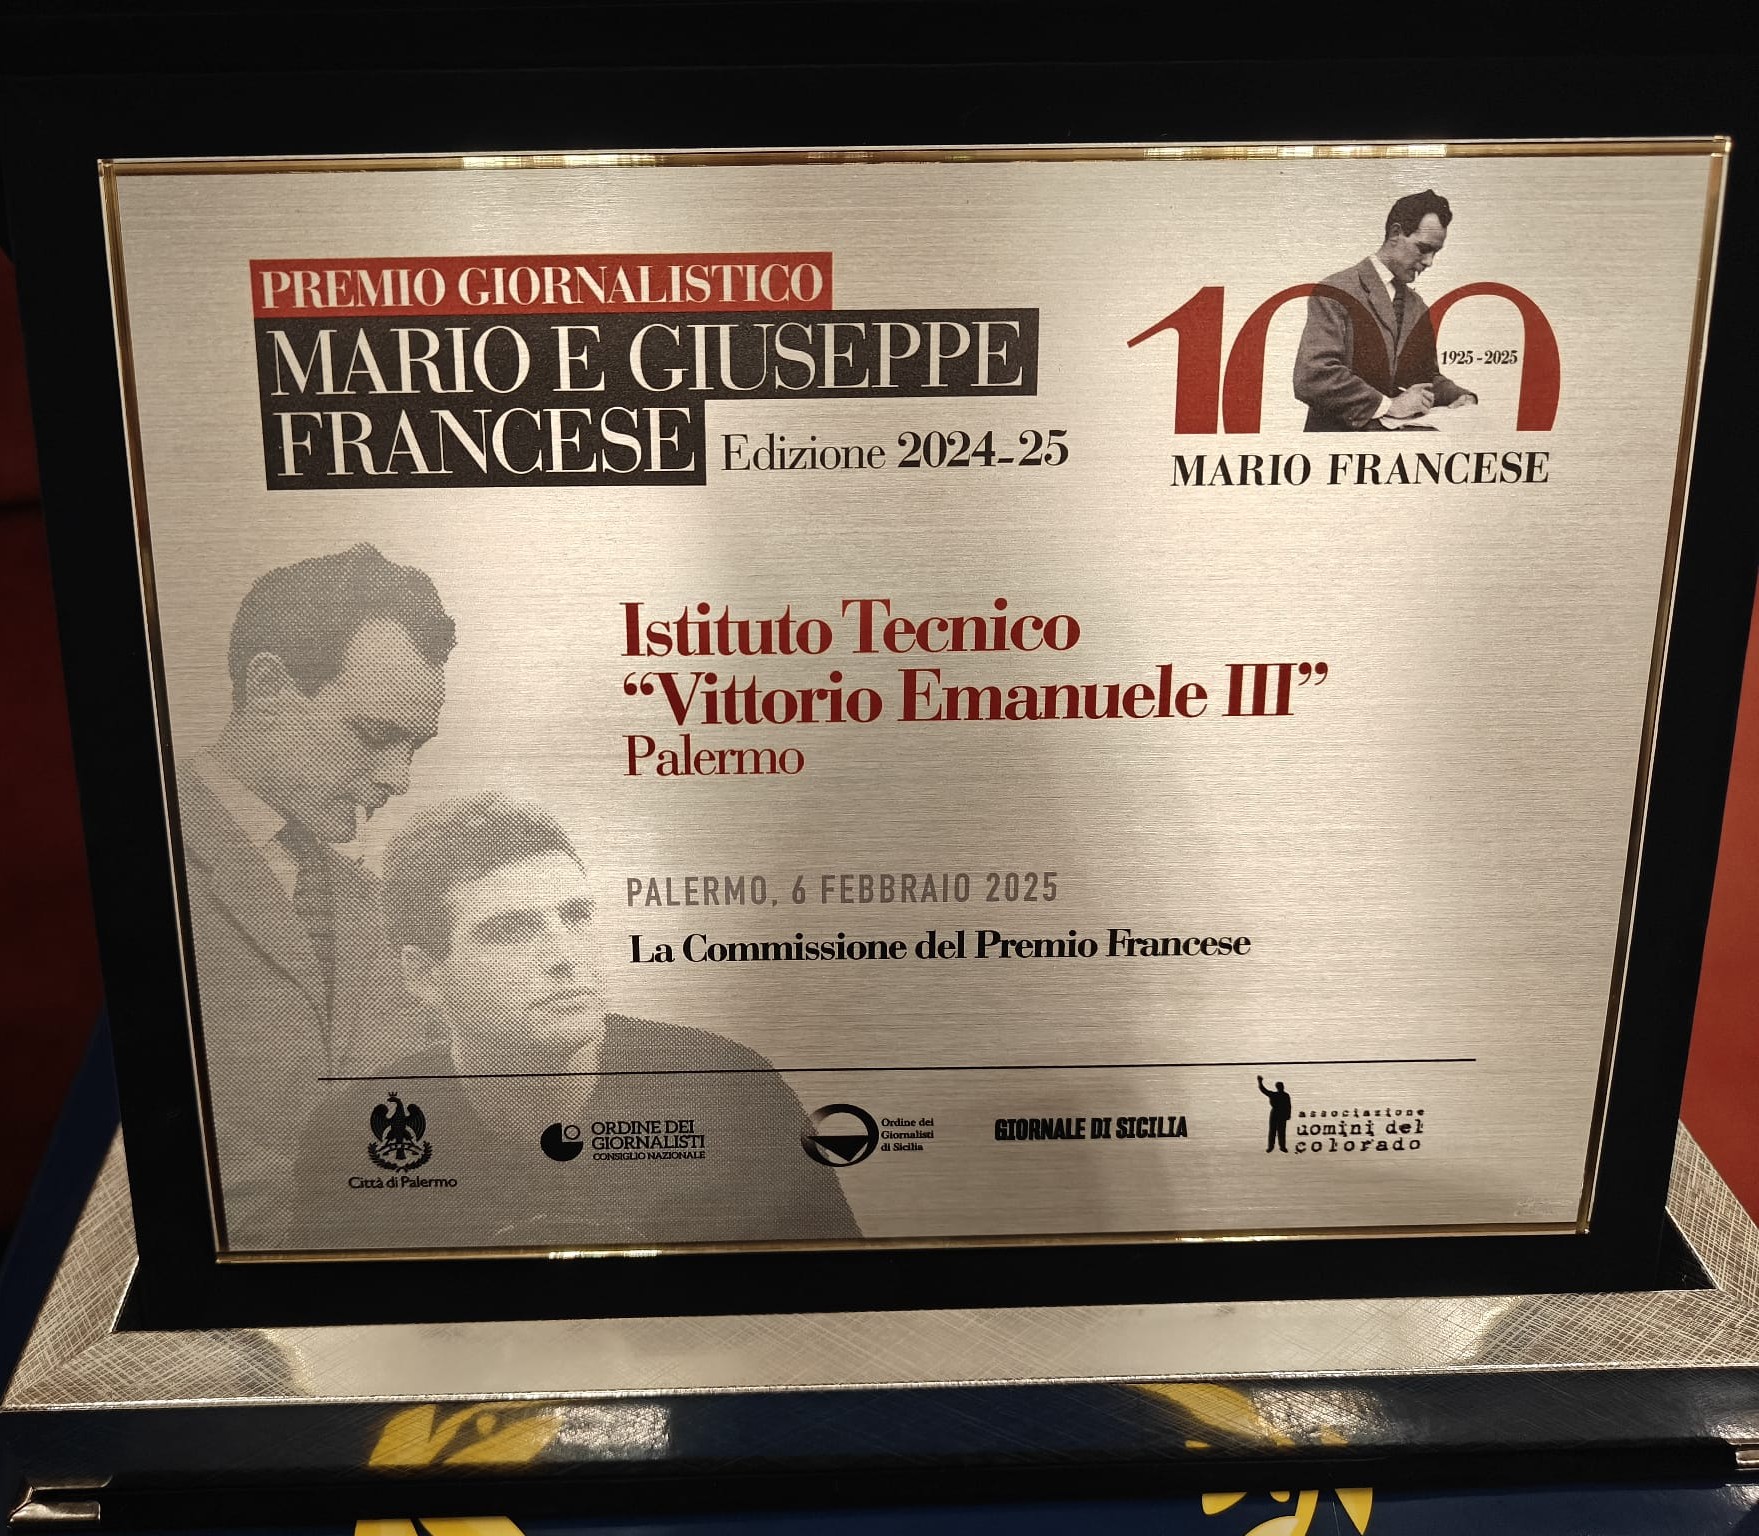 PREMIO GIORNALISTICO
MARIO E GIUSEPPE
FRANCESE Edizione 2024-25
1925-2025
MARIO FRANCESE
Istituto Tecnico
“Vittorio Emanuele III”
Palermo
PALERMO, 6 FEBBRAIO 2025
La Commissione del Premio Francese
Città di Palermo
ORDINE DEI
GIORNALISTI
CONSIGLIO NAZIONALE
Ordine dei
Giornalisti
di Sicilia
GIORNALE DI SICILIA
associazione
uomini del
colorado